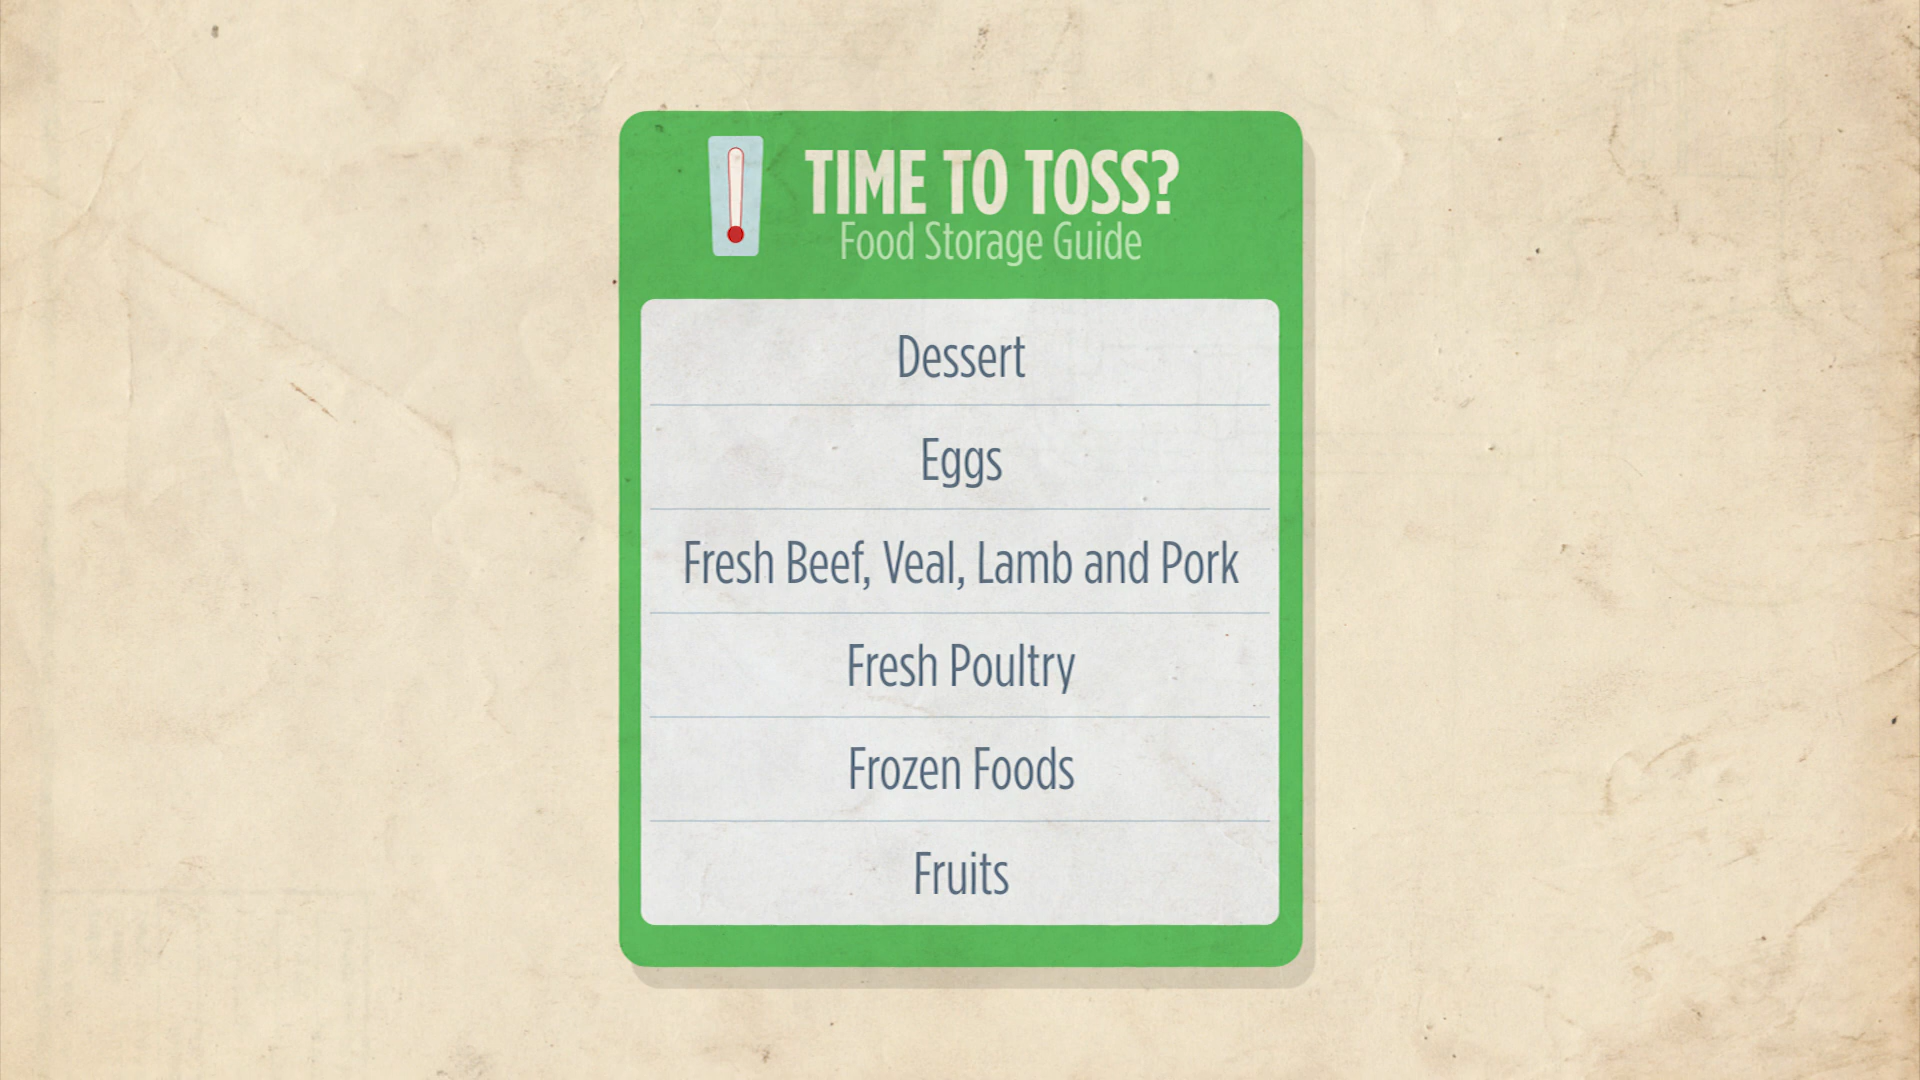 TIME TO TOSS?
Food Storage Guide
Dessert
Eggs
Fresh Beef, Veal, Lamb and Pork
Fresh Poultry
Frozen Foods
Fruits